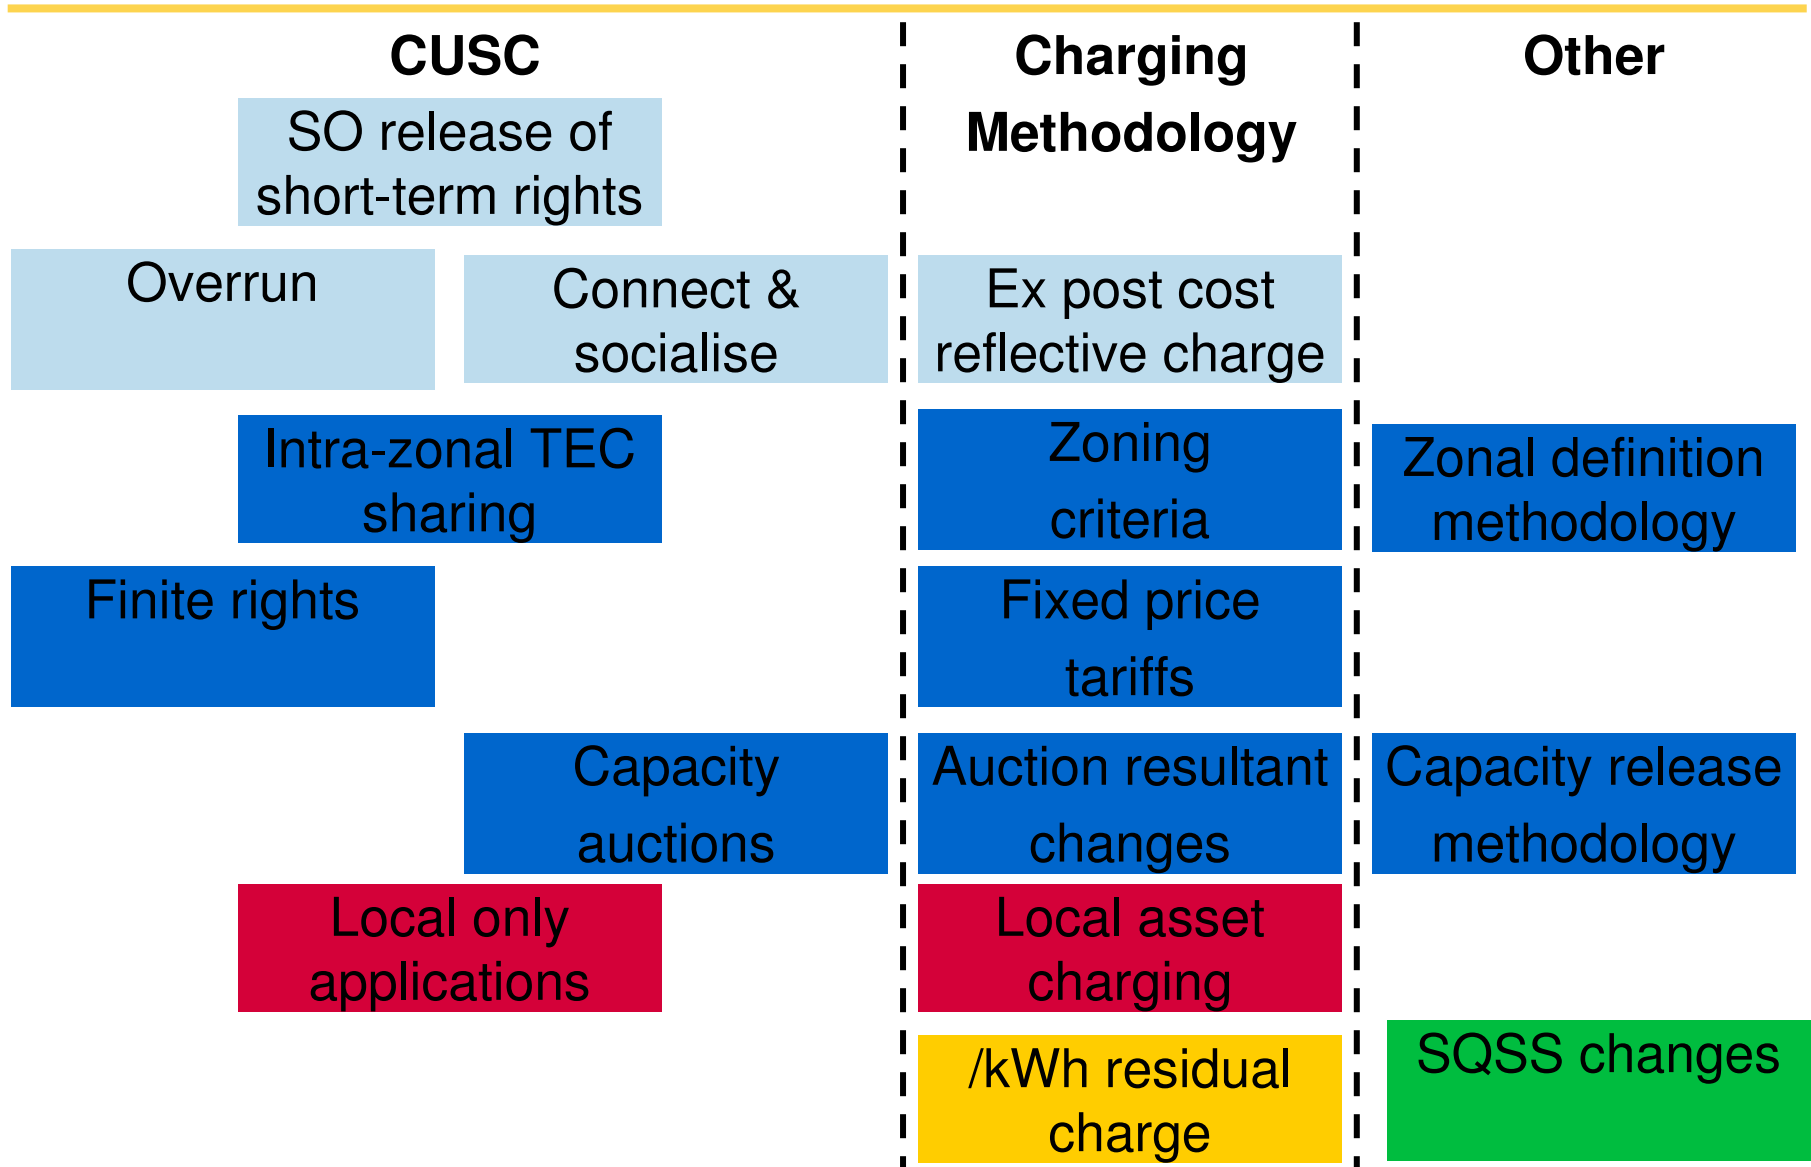 CUSC
Charging
Methodology
Other
SO release of
short-term rights
Overrun
Connect &
socialise
Ex post cost
reflective charge
Intra-zonal TEC
sharing
Zoning
criteria
Zonal definition
methodology
Finite rights
Fixed price
tariffs
Capacity
auctions
Auction resultant
changes
Capacity release
methodology
Local only
applications
Local asset
charging
/kWh residual
charge
SQSS changes